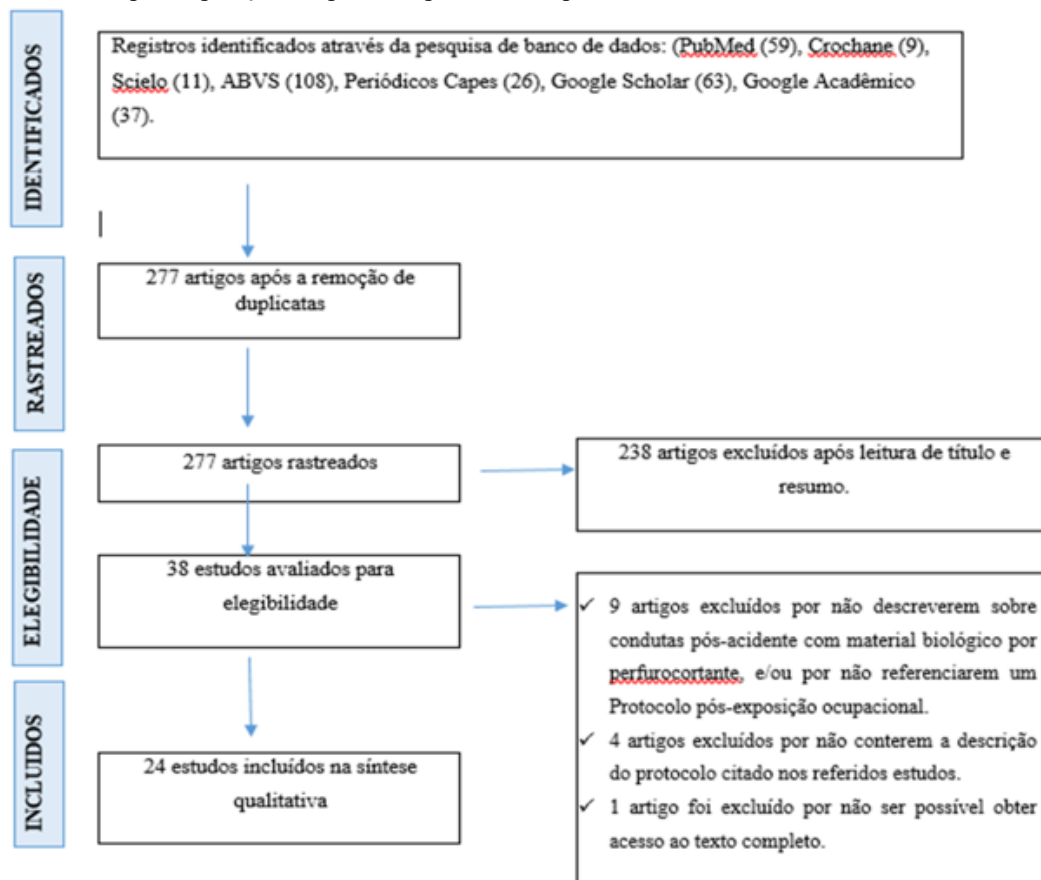 IDENTIFICADOS
Registros identificados através da pesquisa de banco de dados: (PubMed (59), Crochane (9),
Scielo (11), ABVS (108), Periódicos Capes (26), Google Scholar (63), Google Acadêmico
(37).
RASTREADOS
277 artigos após a remoção de
duplicatas
ELEGIBILIDADE
277 artigos rastreados
238 artigos excluídos após leitura de título e
resumo.
38 estudos avaliados para
elegibilidade
✓ 9 artigos excluídos por não descreverem sobre
condutas pós-acidente com material biológico por
perfurocortante, e/ou por não referenciarem um
Protocolo pós-exposição ocupacional.
✓ 4 artigos excluídos por não conterem a descrição
do protocolo citado nos referidos estudos.
✓ 1 artigo foi excluído por não ser possível obter
acesso ao texto completo.
INCLUIDOS
24 estudos incluídos na síntese
qualitativa